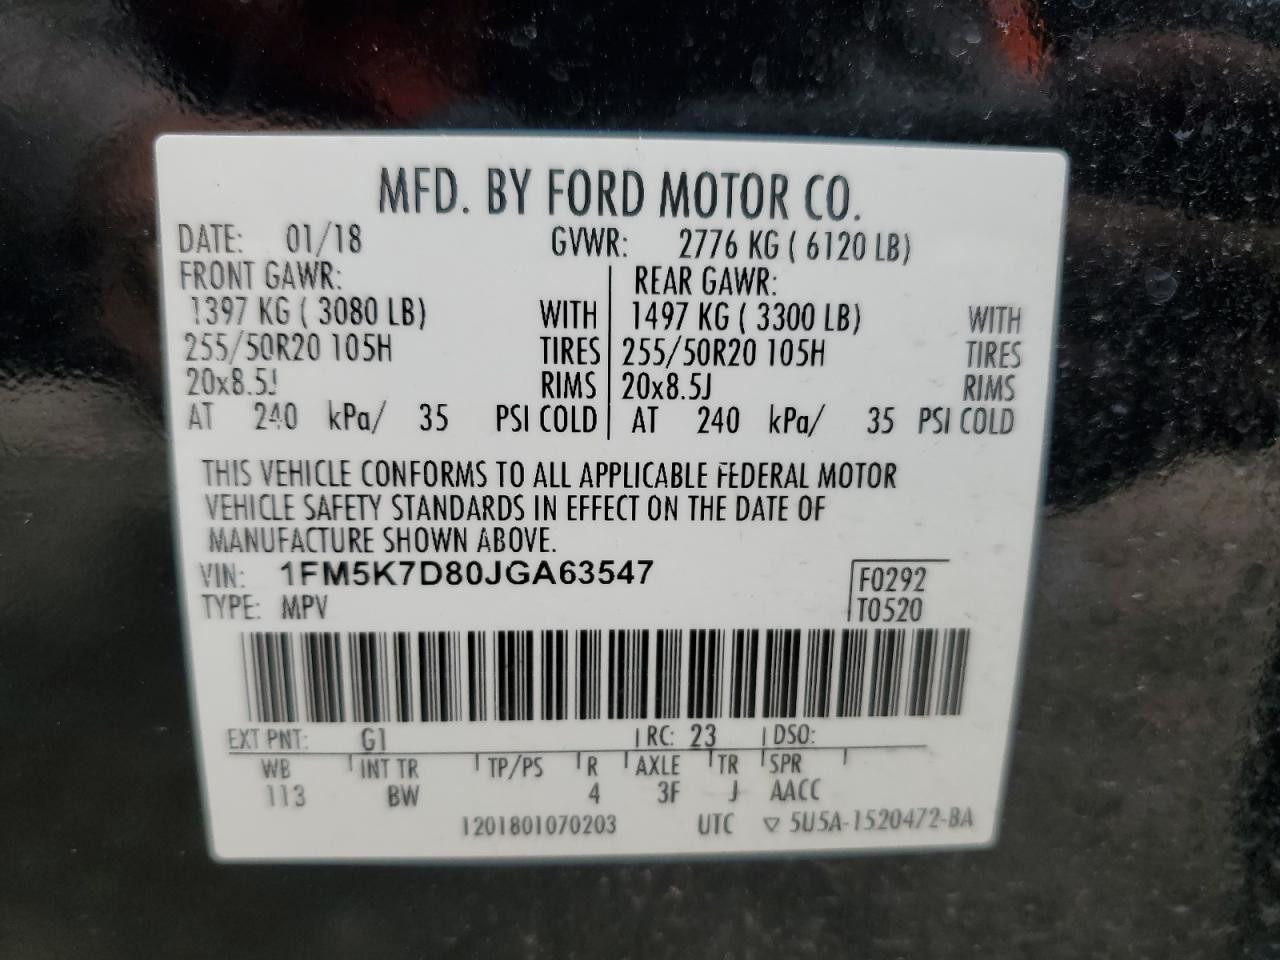 MFD. BY FORD MOTOR CO.
DATE: 01/18 GVWR: 2776 KG ( 6120 LB)
FRONT GAWR: REAR GAWR:
1397 KG ( 3080 LB) WITH 1497 KG ( 3300 LB) WITH
255/50R20 105H TIRES 255/50R20 105H TIRES
20x8.5J RIMS 20x8.5J RIMS
AT 240 kPa/ 35 PSI COLD AT 240 kPa/ 35 PSI COLD
THIS VEHICLE CONFORMS TO ALL APPLICABLE FEDERAL MOTOR
VEHICLE SAFETY STANDARDS IN EFFECT ON THE DATE OF
MANUFACTURE SHOWN ABOVE.
VIN: 1FM5K7D80JGA63547 F0292
TYPE: MPV T0520
EXT PNT: G1 RC: 23 DSO:
WB INT TR TP/PS R AXLE TR SPR
113 BW 4 3F J AACC
1201801070203 UTC ▽ 5U5A-1520472-BA